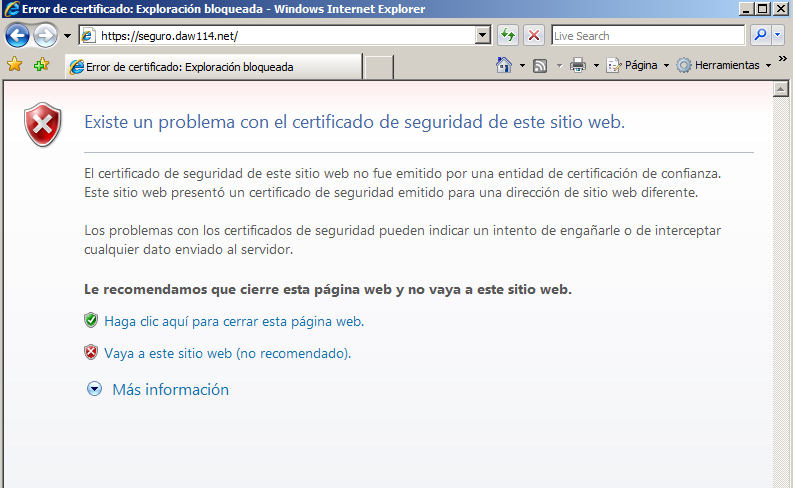 Error de certificado: Exploración bloqueada - Windows Internet Explorer
https://seguro.daw114.net/
Live Search
Error de certificado: Exploración bloqueada
Página
Herramientas
Existe un problema con el certificado de seguridad de este sitio web.
El certificado de seguridad de este sitio web no fue emitido por una entidad de certificación de confianza.
Este sitio web presentó un certificado de seguridad emitido para una dirección de sitio web diferente.
Los problemas con los certificados de seguridad pueden indicar un intento de engañarle o de interceptar
cualquier dato enviado al servidor.
Le recomendamos que cierre esta página web y no vaya a este sitio web.
Haga clic aquí para cerrar esta página web.
Vaya a este sitio web (no recomendado).
Más información